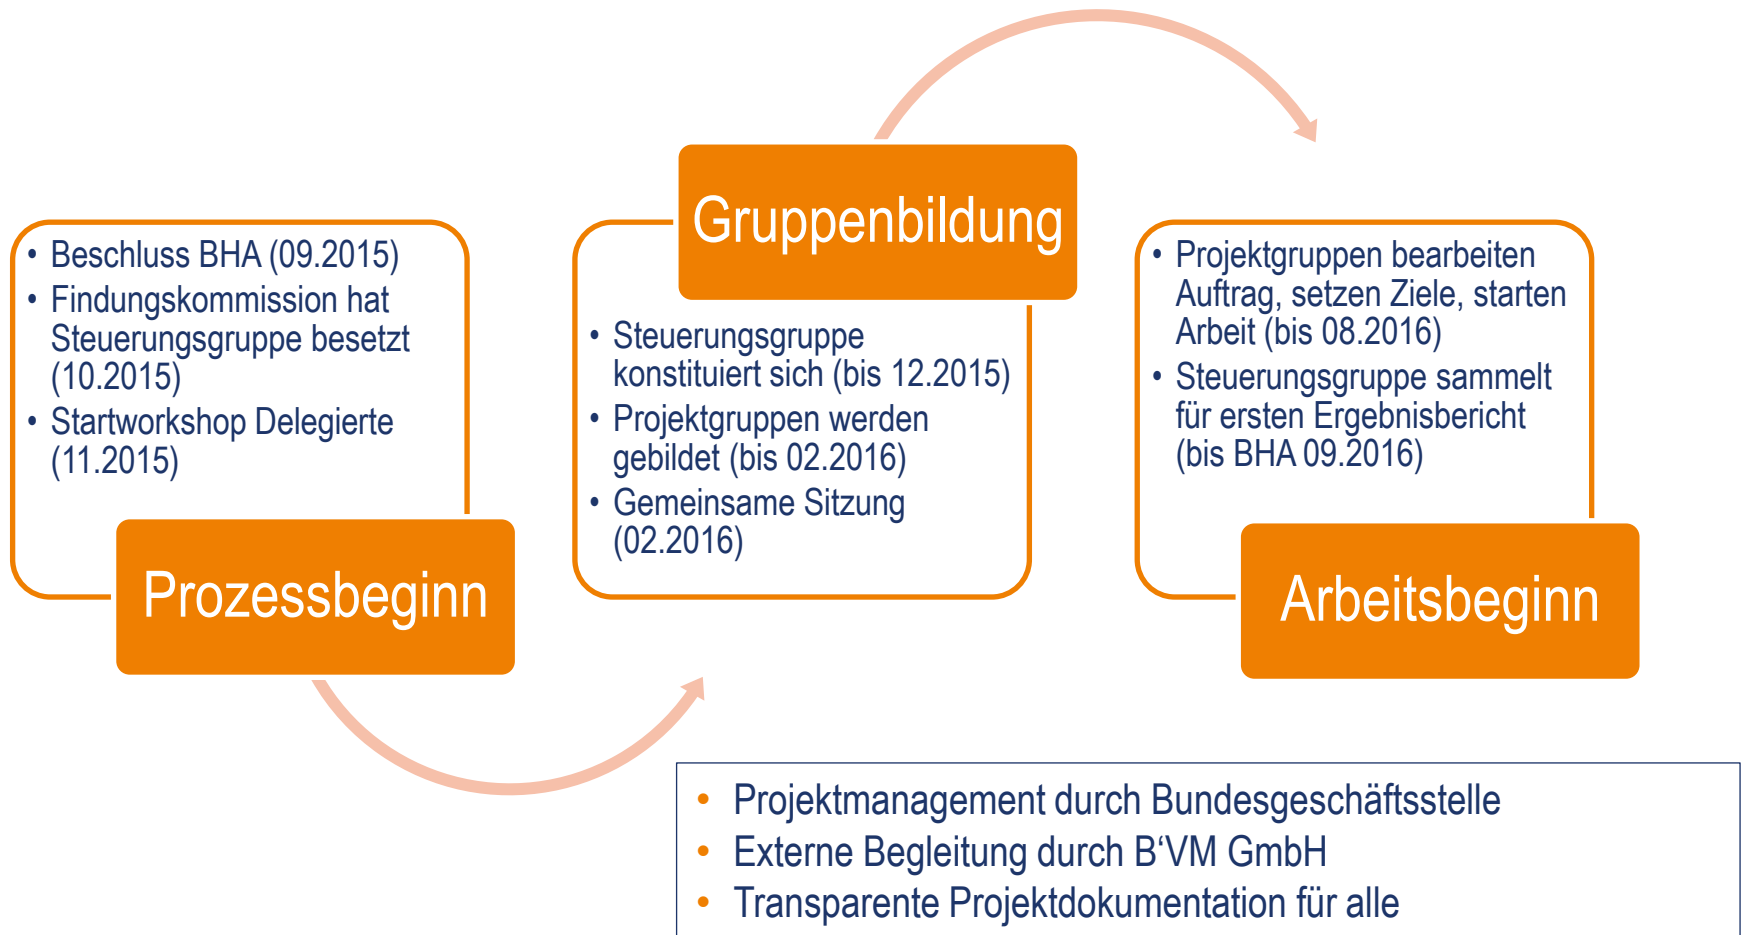 • Beschluss BHA (09.2015)
• Findungskommission hat
Steuerungsgruppe besetzt
(10.2015)
• Startworkshop Delegierte
(11.2015)
Prozessbeginn
Gruppenbildung
• Steuerungsgruppe
konstituiert sich (bis 12.2015)
• Projektgruppen werden
gebildet (bis 02.2016)
• Gemeinsame Sitzung
(02.2016)
• Projektgruppen bearbeiten
Auftrag, setzen Ziele, starten
Arbeit (bis 08.2016)
• Steuerungsgruppe sammelt
für ersten Ergebnisbericht
(bis BHA 09.2016)
Arbeitsbeginn
• Projektmanagement durch Bundesgeschäftsstelle
• Externe Begleitung durch B‘VM GmbH
• Transparente Projektdokumentation für alle